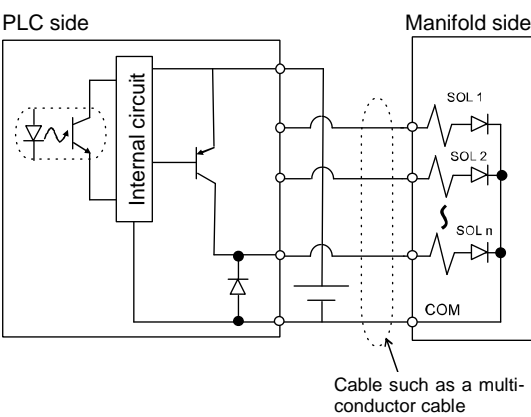 PLC side
Manifold side
Internal circuit
SOL 1
SOL 2
SOL n
COM
Cable such as a multi-
conductor cable